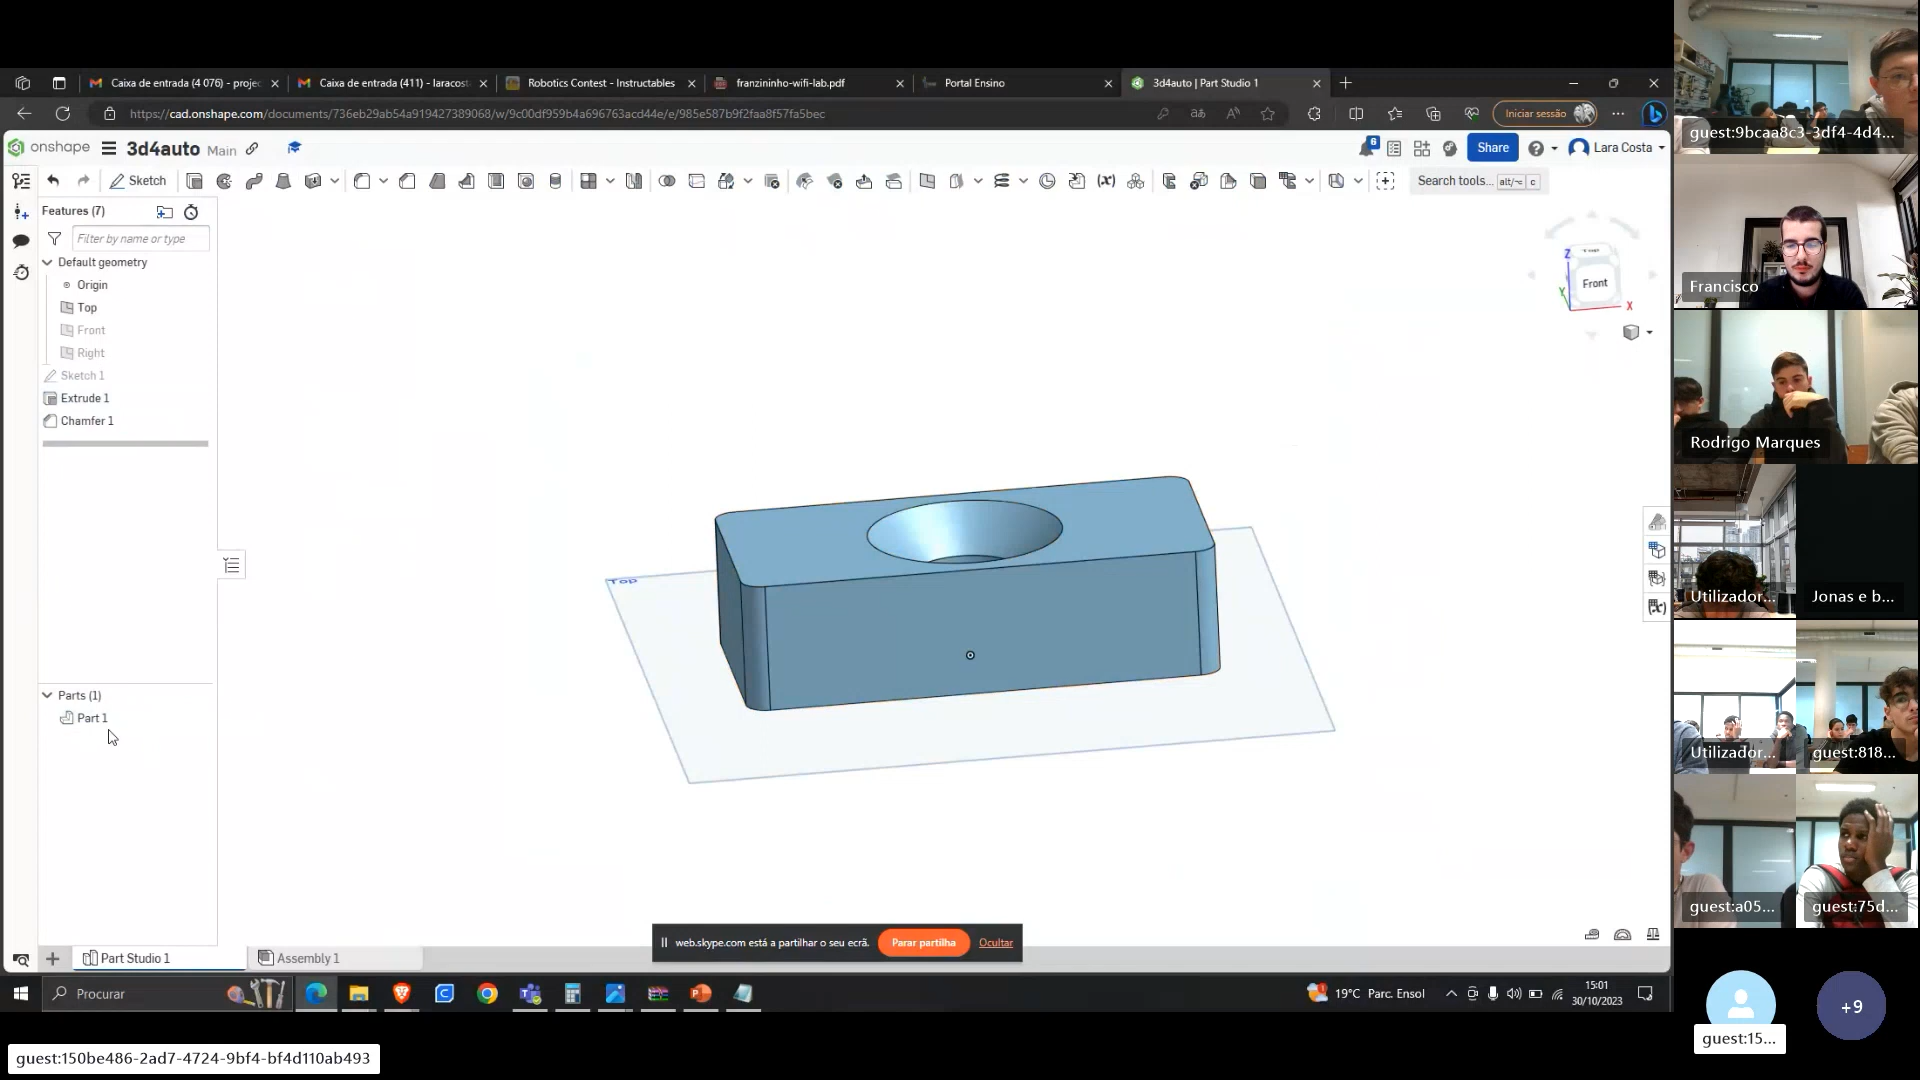 Caixa de entrada (4 076) - projec
Caixa de entrada (411) - laracost
Robotics Contest - Instructables
franzininho-wifi-lab.pdf
Portal Ensino
3d4auto | Part Studio 1
https://cad.onshape.com/documents/736eb29ab54a919427389068/w/9c00df959b4a696763acd44e/e/985e587b9f2faa8f57fa5bec
Iniciar sessão
onshape
3d4auto Main
6
Share
Lara Costa
Sketch
Search tools... alt/⌥ c
Features (7)
Filter by name or type
Default geometry
Origin
Top
Front
Right
Sketch 1
Extrude 1
Chamfer 1
Parts (1)
Part 1
Top
Top
Front
Z
Y
X
web.skype.com está a partilhar o seu ecrã.
Parar partilha
Ocultar
Part Studio 1
Assembly 1
Procurar
19°C Parc. Ensol
15:01
30/10/2023
guest:9bcaa8c3-3df4-4d4...
Francisco
Rodrigo Marques
Utilizador...
Jonas e b...
Utilizador...
guest:818...
guest:a05...
guest:75d...
guest:15...
+9
guest:150be486-2ad7-4724-9bf4-bf4d110ab493